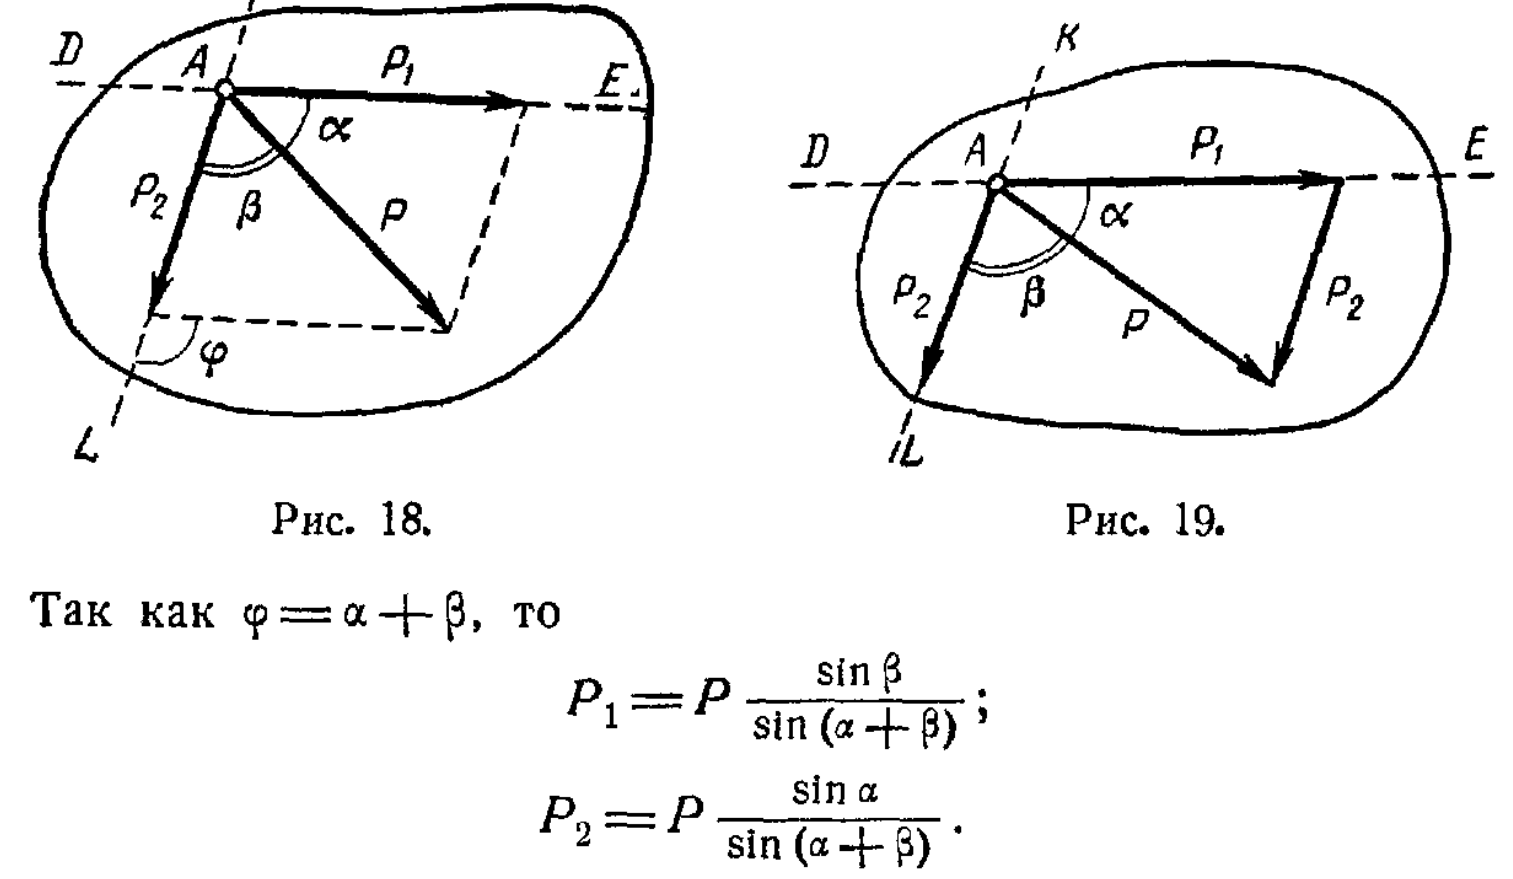 D A P₁ E.
α
P₂ β P
φ
L
K
D A P₁ E
α
P₂ β P P₂
L
Рис. 18.
Рис. 19.
Так как φ = α + β, то
P₁ = P sin β / sin (α + β) ;
P₂ = P sin α / sin (α + β) .